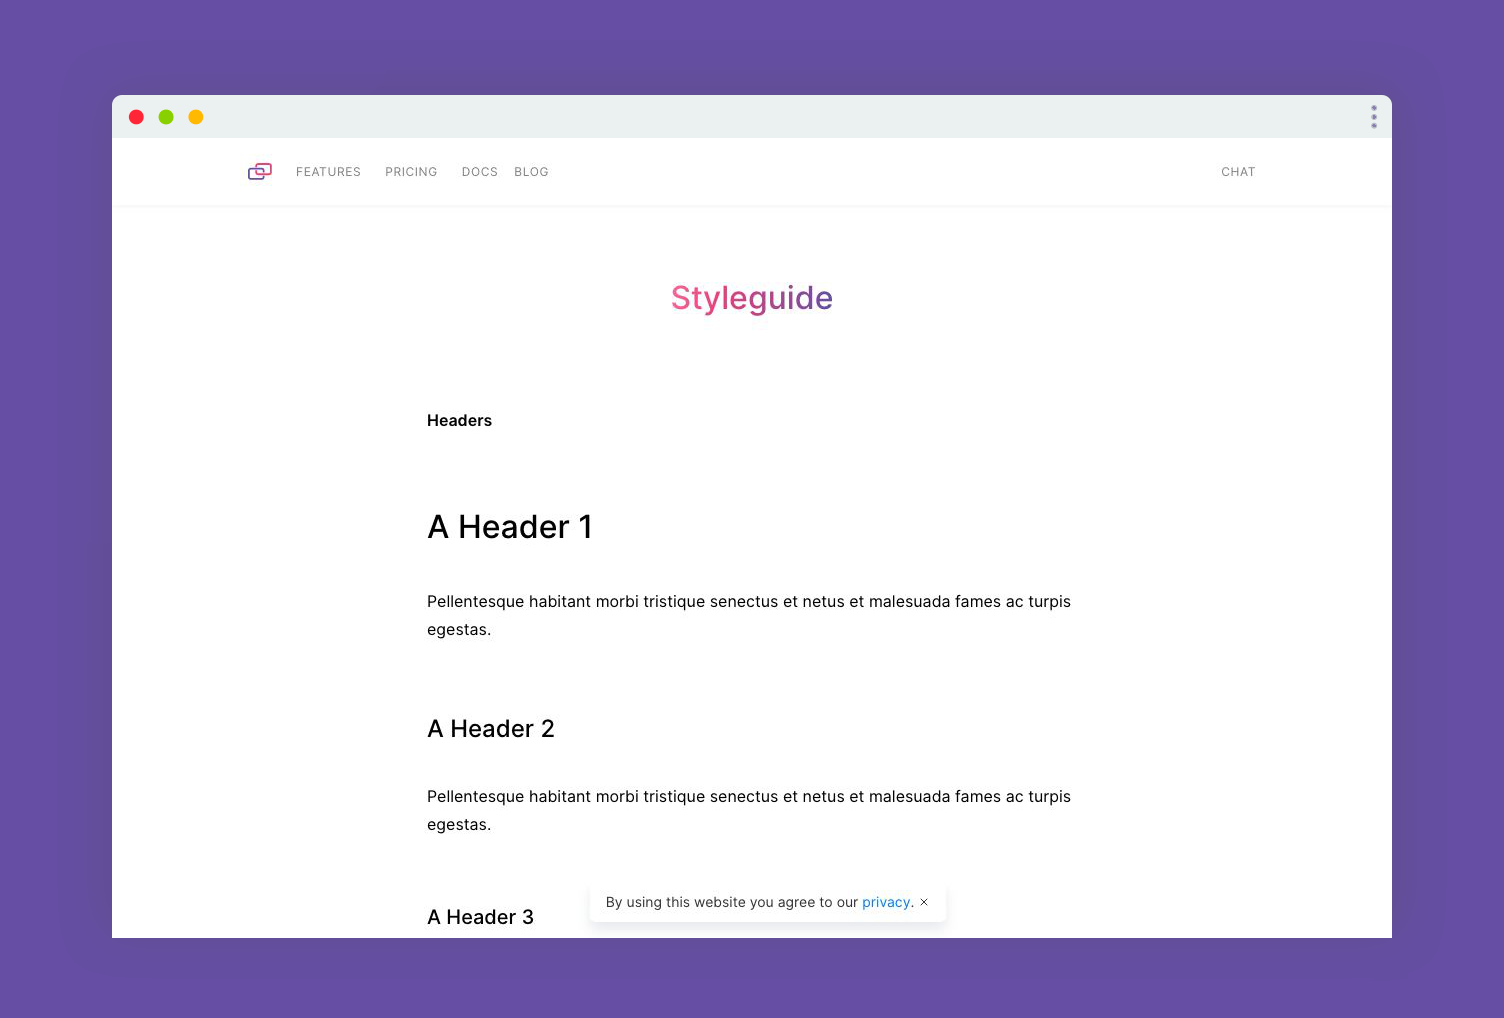 FEATURES PRICING DOCS BLOG CHAT
Styleguide
Headers
A Header 1
Pellentesque habitant morbi tristique senectus et netus et malesuada fames ac turpis
egestas.
A Header 2
Pellentesque habitant morbi tristique senectus et netus et malesuada fames ac turpis
egestas.
A Header 3
By using this website you agree to our privacy. ×